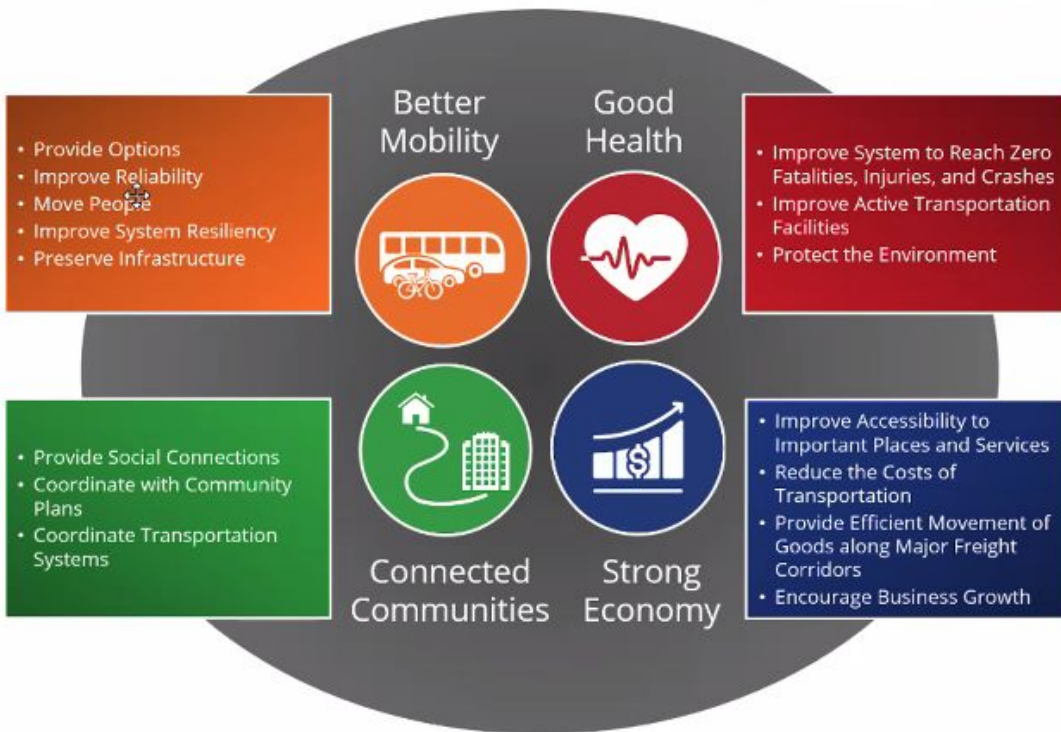 Better
Mobility
Good
Health
• Provide Options
• Improve Reliability
• Move People
• Improve System Resiliency
• Preserve Infrastructure
• Improve System to Reach Zero
Fatalities, Injuries, and Crashes
• Improve Active Transportation
Facilities
• Protect the Environment
• Provide Social Connections
• Coordinate with Community
Plans
• Coordinate Transportation
Systems
$
• Improve Accessibility to
Important Places and Services
• Reduce the Costs of
Transportation
• Provide Efficient Movement of
Goods along Major Freight
Corridors
• Encourage Business Growth
Connected
Communities
Strong
Economy